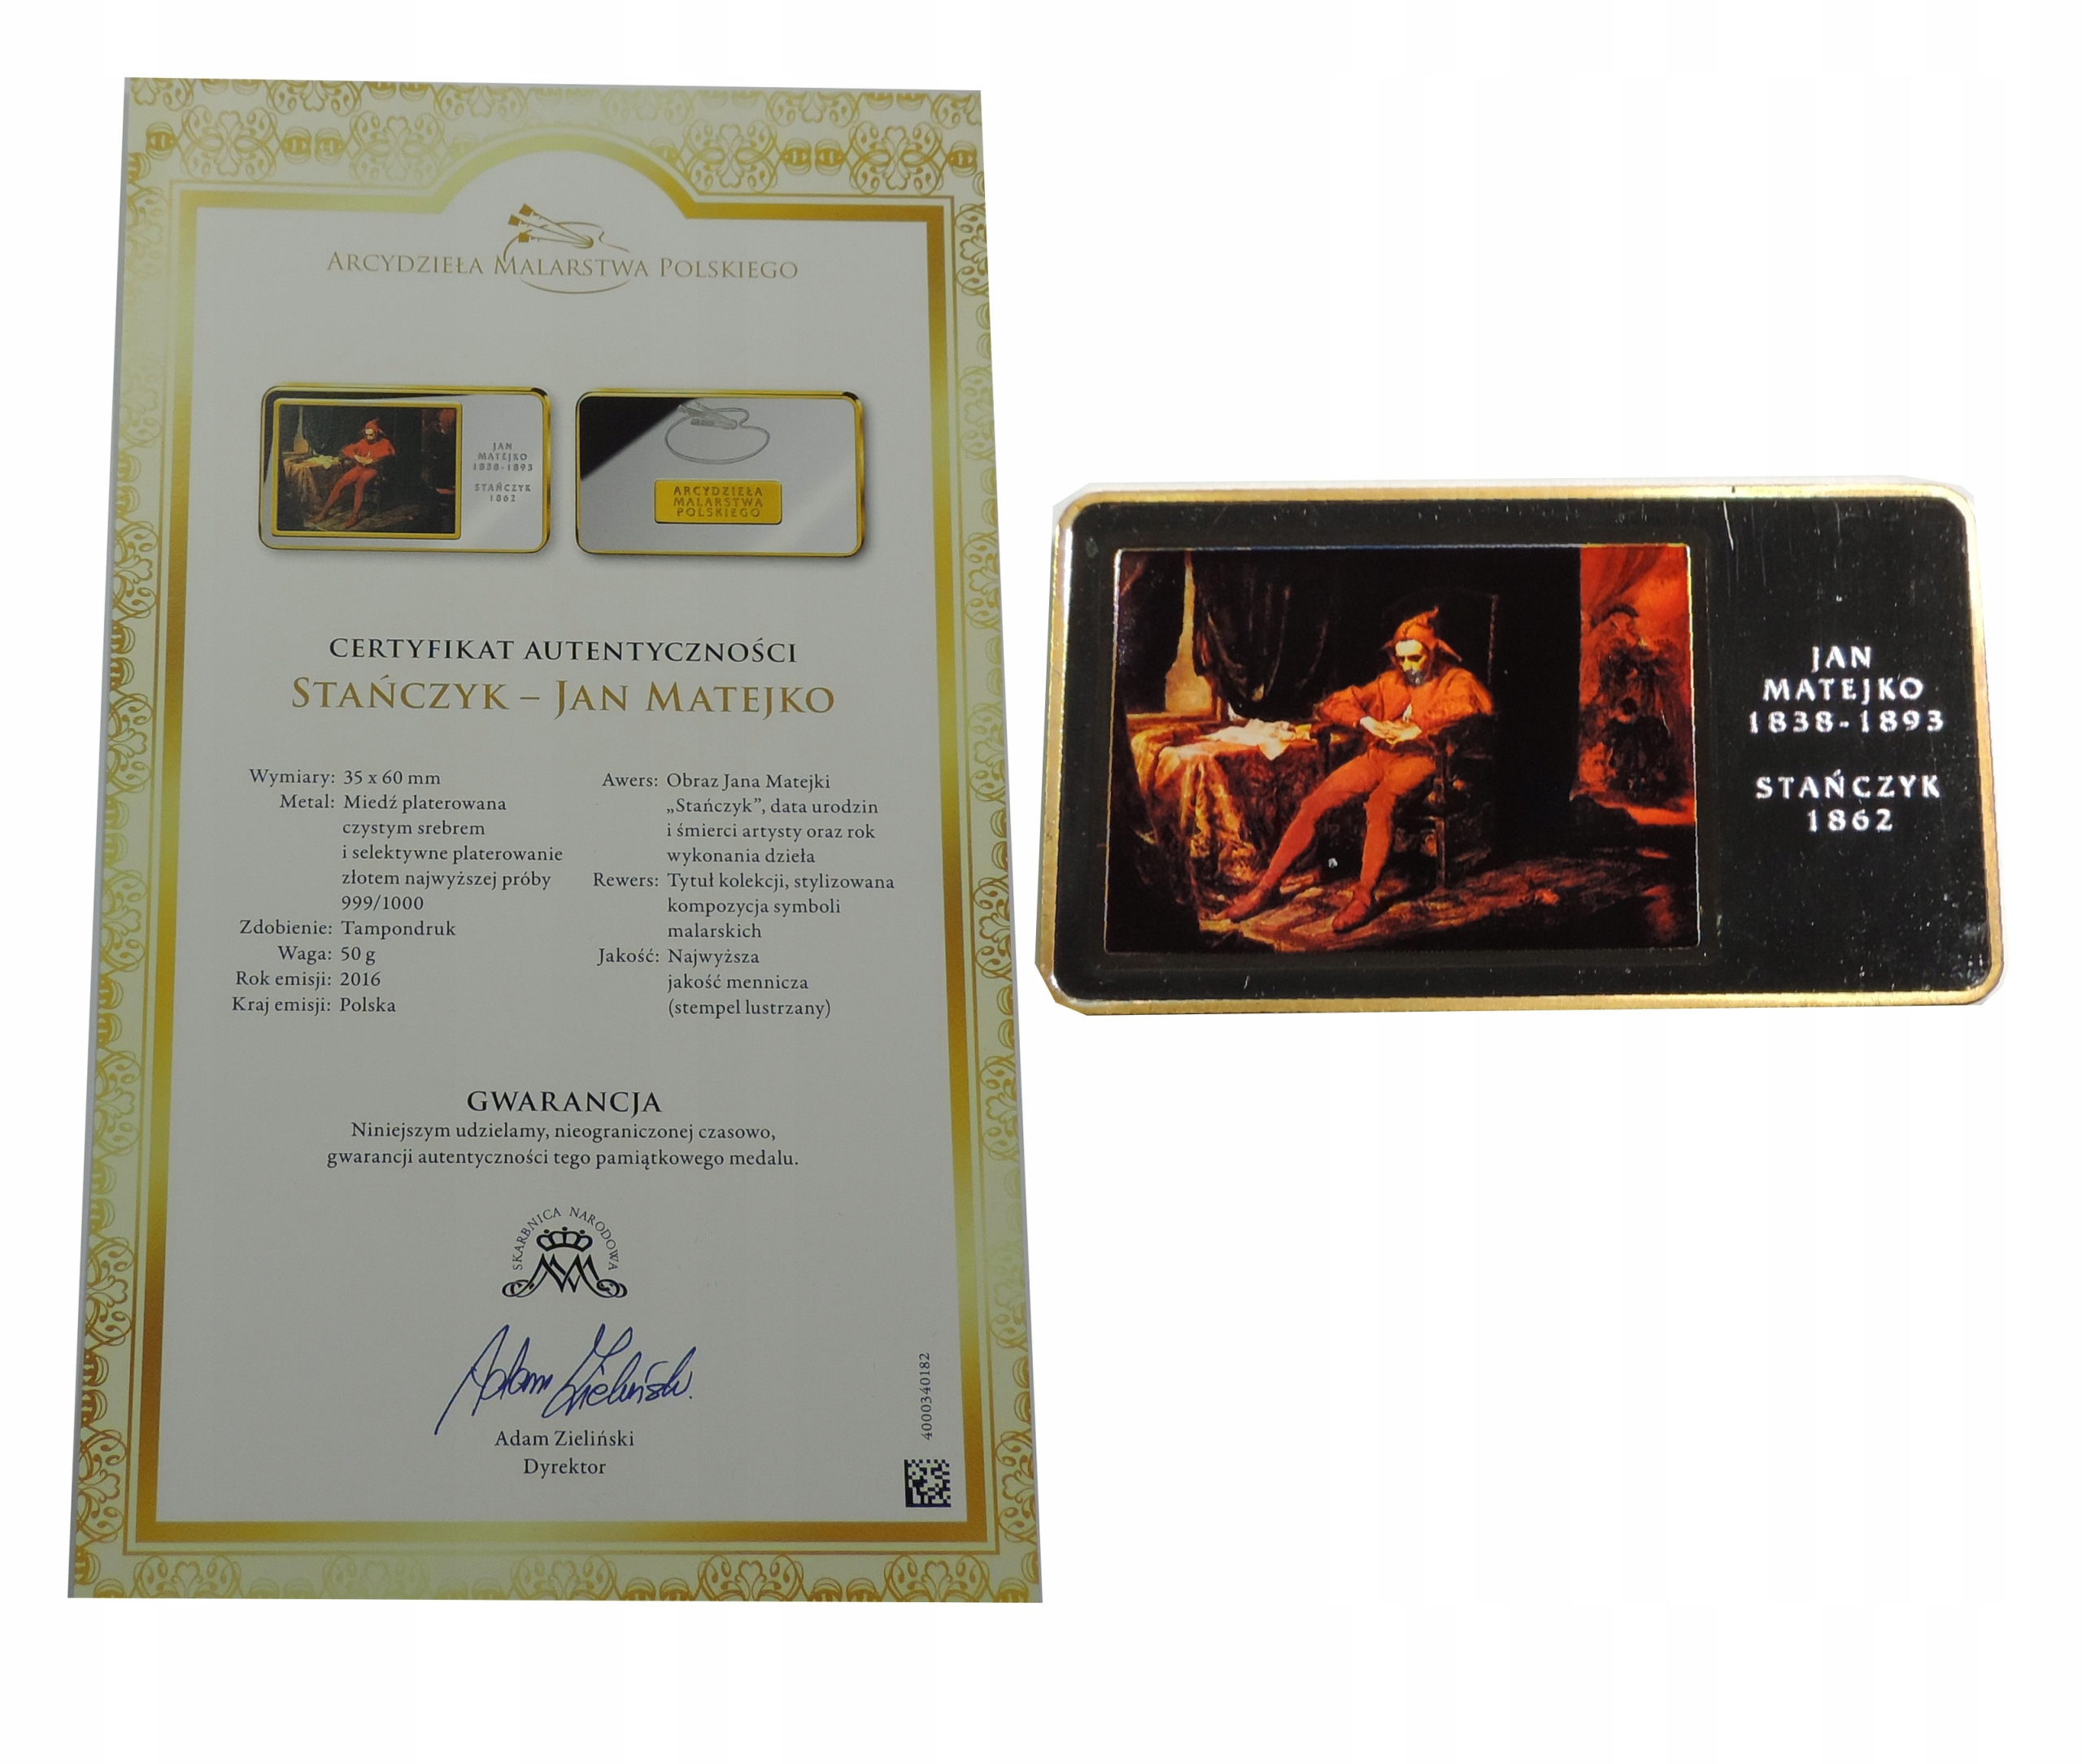 ARCYDZIEŁA MALARSTWA POLSKIEGO
JAN
MATEJKO
1838-1893
STAŃCZYK
1862
ARCYDZIEŁA
MALARSTWA
POLSKIEGO
CERTYFIKAT AUTENTYCZNOŚCI
STAŃCZYK – JAN MATEJKO
Wymiary: 35 x 60 mm
Metal: Miedź platerowana
czystym srebrem
i selektywne platerowanie
złotem najwyższej próby
999/1000
Zdobienie: Tampondruk
Waga: 50 g
Rok emisji: 2016
Kraj emisji: Polska
Awers: Obraz Jana Matejki
„Stańczyk”, data urodzin
i śmierci artysty oraz rok
wykonania dzieła
Rewers: Tytuł kolekcji, stylizowana
kompozycja symboli
malarskich
Jakość: Najwyższa
jakość mennicza
(stempel lustrzany)
GWARANCJA
Niniejszym udzielamy, nieograniczonej czasowo,
gwarancji autentyczności tego pamiątkowego medalu.
SKARBNICA NARODOWA
Adam Zieliński
Adam Zieliński
Dyrektor
4000340182
JAN
MATEJKO
1838-1893
STAŃCZYK
1862